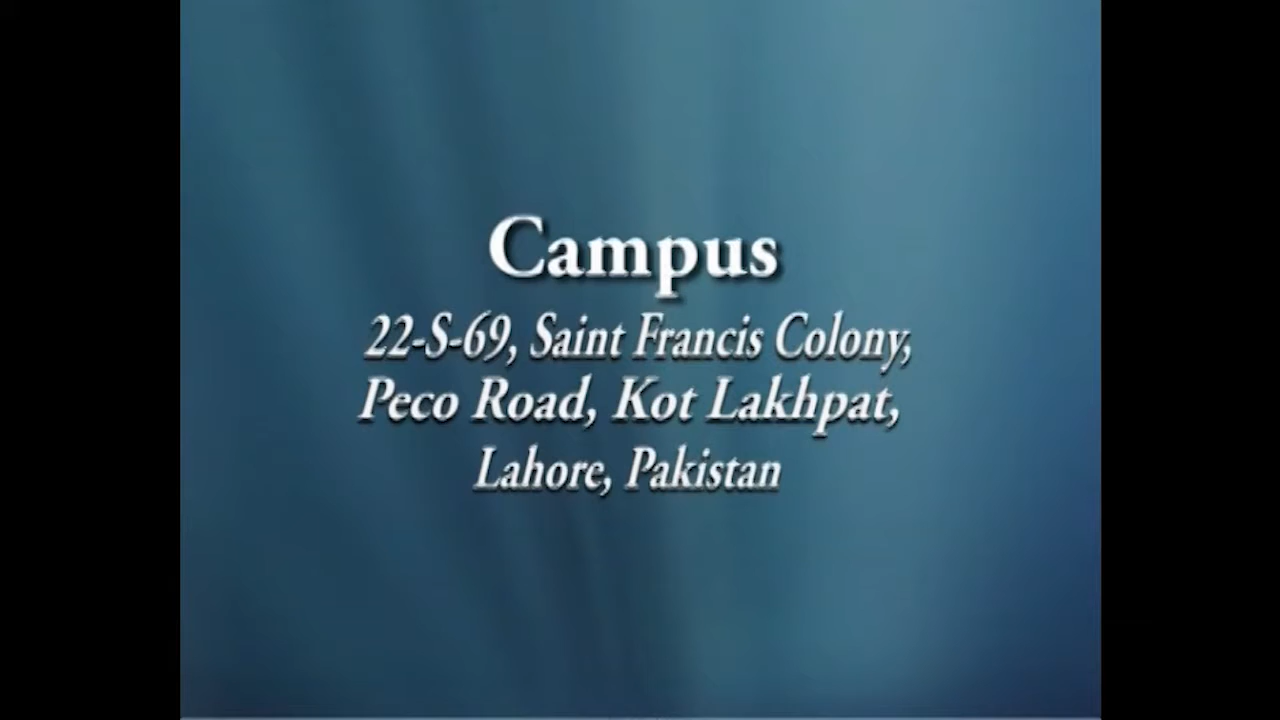 Campus
22-S-69, Saint Francis Colony,
Peco Road, Kot Lakhpat,
Lahore, Pakistan